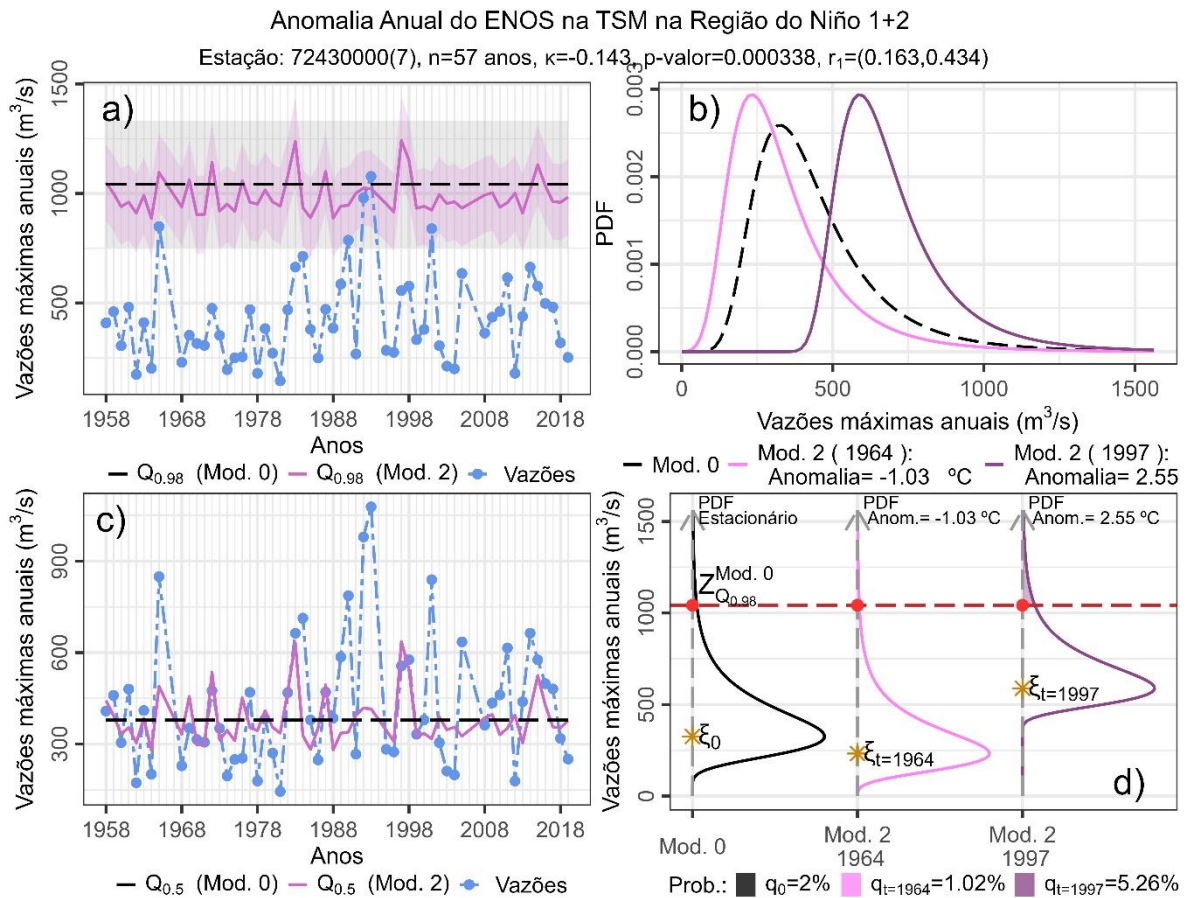 Anomalia Anual do ENOS na TSM na Região do Niño 1+2
Estação: 72430000(7), n=57 anos, κ=-0.143, p-valor=0.000338, r₁=(0.163,0.434)
a)
Vazões máximas anuais (m³/s)
1500
1000
500
1958 1968 1978 1988 1998 2008 2018
Anos
Q0.98 (Mod. 0) Q0.98 (Mod. 2) Vazões
b)
PDF
0.003
0.002
0.001
0.000
0 500 1000 1500
Vazões máximas anuais (m³/s)
Mod. 0 Mod. 2 ( 1964 ): Mod. 2 ( 1997 ):
Anomalia= -1.03 ºC Anomalia= 2.55
c)
Vazões máximas anuais (m³/s)
900
600
300
1958 1968 1978 1988 1998 2008 2018
Anos
Q0.5 (Mod. 0) Q0.5 (Mod. 2) Vazões
d)
Vazões máximas anuais (m³/s)
1500
1000
500
0
PDF PDF PDF
Estacionário Anom.= -1.03 ºC Anom.= 2.55 ºC
Z Mod. 0 Q0.98
ξ0
ξt=1964
ξt=1997
Mod. 0 Mod. 2 Mod. 2
1964 1997
Prob.: q0=2% qt=1964=1.02% qt=1997=5.26%